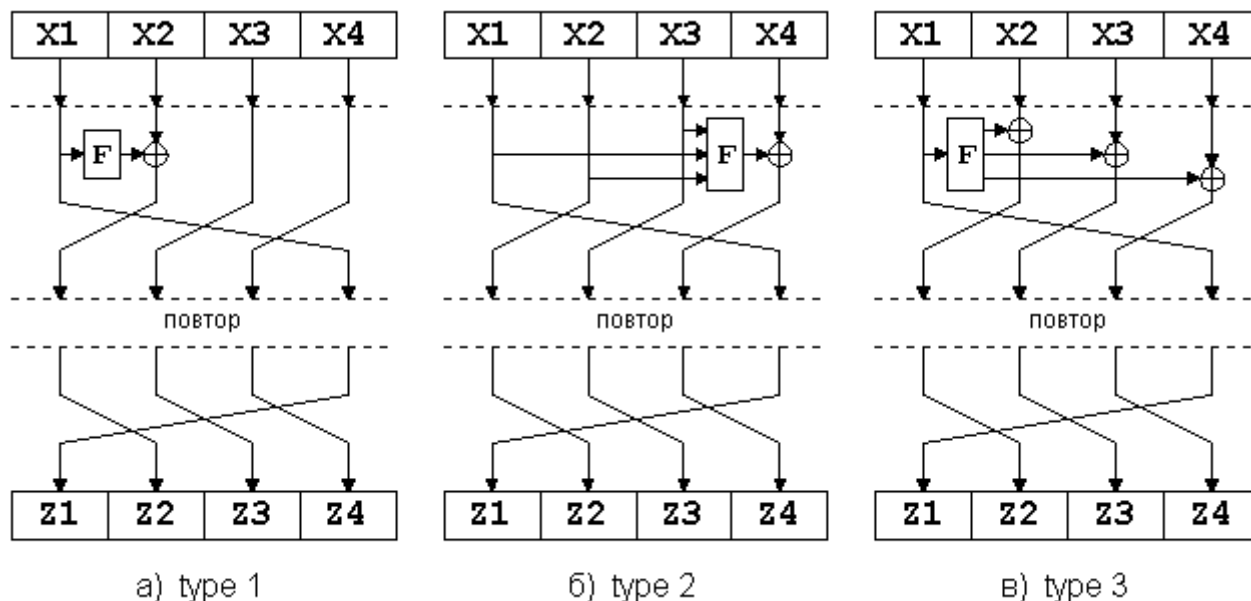 X1 X2 X3 X4 X1 X2 X3 X4 X1 X2 X3 X4
F F F
повтор повтор повтор
Z1 Z2 Z3 Z4 Z1 Z2 Z3 Z4 Z1 Z2 Z3 Z4
а) type 1 б) type 2 в) type 3